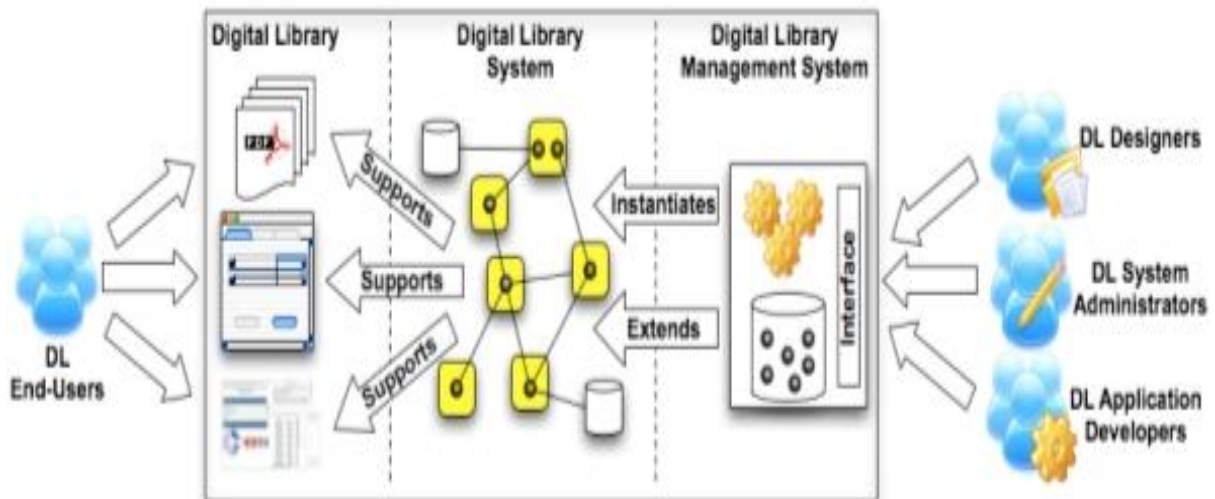 Digital Library
Digital Library
System
Digital Library
Management System
PDF
Supports
Supports
Supports
Instantiates
Extends
Interface
DL
End-Users
DL Designers
DL System
Administrators
DL Application
Developers